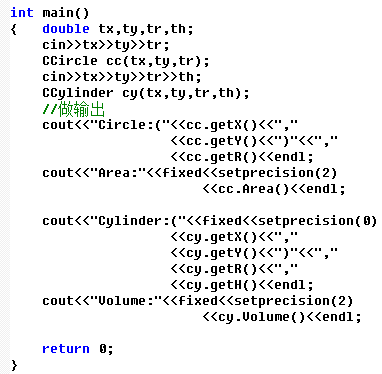 int main()
{   double tx,ty,tr,th;
    cin>>tx>>ty>>tr;
    CCircle cc(tx,ty,tr);
    cin>>tx>>ty>>tr>>th;
    CCylinder cy(tx,ty,tr,th);
    //做输出
    cout<<"Circle:("<<cc.getX()<<","
                    <<cc.getY()<<")"<<","
                    <<cc.getR()<<endl;
    cout<<"Area:"<<fixed<<setprecision(2)
                        <<cc.Area()<<endl;

    cout<<"Cylinder:("<<fixed<<setprecision(0)
                    <<cy.getX()<<","
                    <<cy.getY()<<")"<<","
                    <<cy.getR()<<","
                    <<cy.getH()<<endl;
    cout<<"Volume:"<<fixed<<setprecision(2)
                        <<cy.Volume()<<endl;

    return 0;
}